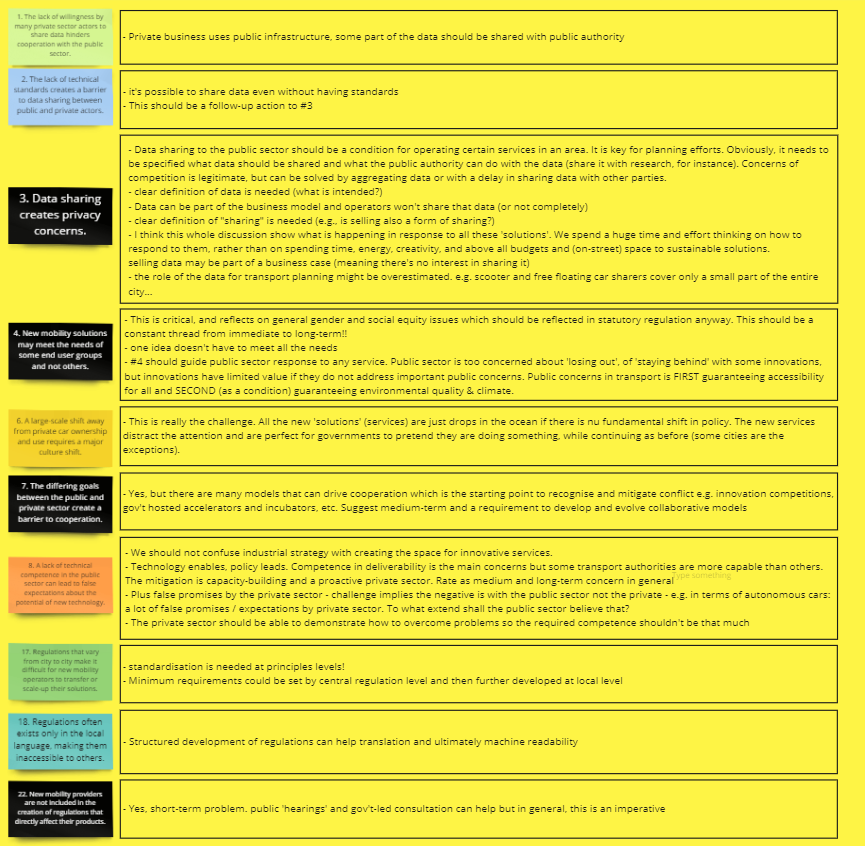 1. The lack of willingness by
many private sector actors to
share data hinders
cooperation with the public
sector.
- Private business uses public infrastructure, some part of the data should be shared with public authority
2. The lack of technical
standards creates a barrier
to data sharing between
public and private actors.
- it's possible to share data even without having standards
- This should be a follow-up action to #3
3. Data sharing
creates privacy
concerns.
- Data sharing to the public sector should be a condition for operating certain services in an area. It is key for planning efforts. Obviously, it needs to
be specified what data should be shared and what the public authority can do with the data (share it with research, for instance). Concerns of
competition is legitimate, but can be solved by aggregating data or with a delay in sharing data with other parties.
- clear definition of data is needed (what is intended?)
- Data can be part of the business model and operators won't share that data (or not completely)
- clear definition of "sharing" is needed (e.g., is selling also a form of sharing?)
- I think this whole discussion show what is happening in response to all these 'solutions'. We spend a huge time and effort thinking on how to
respond to them, rather than on spending time, energy, creativity, and above all budgets and (on-street) space to sustainable solutions.
selling data may be part of a business case (meaning there's no interest in sharing it)
- the role of the data for transport planning might be overestimated. e.g. scooter and free floating car sharers cover only a small part of the entire
city...
4. New mobility solutions
may meet the needs of
some end user groups
and not others.
- This is critical, and reflects on general gender and social equity issues which should be reflected in statutory regulation anyway. This should be a
constant thread from immediate to long-term!!
- one idea doesn't have to meet all the needs
- #4 should guide public sector response to any service. Public sector is too concerned about 'losing out', of 'staying behind' with some innovations,
but innovations have limited value if they do not address important public concerns. Public concerns in transport is FIRST guaranteeing accessibility
for all and SECOND (as a condition) guaranteeing environmental quality & climate.
6. A large-scale shift away
from private car ownership
and use requires a major
culture shift.
- This is really the challenge. All the new 'solutions' (services) are just drops in the ocean if there is nu fundamental shift in policy. The new services
distract the attention and are perfect for governments to pretend they are doing something, while continuing as before (some cities are the
exceptions).
7. The differing goals
between the public and
private sector create a
barrier to cooperation.
- Yes, but there are many models that can drive cooperation which is the starting point to recognise and mitigate conflict e.g. innovation competitions,
gov't hosted accelerators and incubators, etc. Suggest medium-term and a requirement to develop and evolve collaborative models
8. A lack of technical
competence in the public
sector can lead to false
expectations about the
potential of new technology.
- We should not confuse industrial strategy with creating the space for innovative services.
- Technology enables, policy leads. Competence in deliverability is the main concerns but some transport authorities are more capable than others.
The mitigation is capacity-building and a proactive private sector. Rate as medium and long-term concern in general
Type something
- Plus false promises by the private sector - challenge implies the negative is with the public sector not the private - e.g. in terms of autonomous cars:
a lot of false promises / expectations by private sector. To what extend shall the public sector believe that?
- The private sector should be able to demonstrate how to overcome problems so the required competence shouldn't be that much
17. Regulations that vary
from city to city make it
difficult for new mobility
operators to transfer or
scale-up their solutions.
- standardisation is needed at principles levels!
- Minimum requirements could be set by central regulation level and then further developed at local level
18. Regulations often
exists only in the local
language, making them
inaccessible to others.
- Structured development of regulations can help translation and ultimately machine readability
22. New mobility providers
are not included in the
creation of regulations that
directly affect their products.
- Yes, short-term problem. public 'hearings' and gov't-led consultation can help but in general, this is an imperative